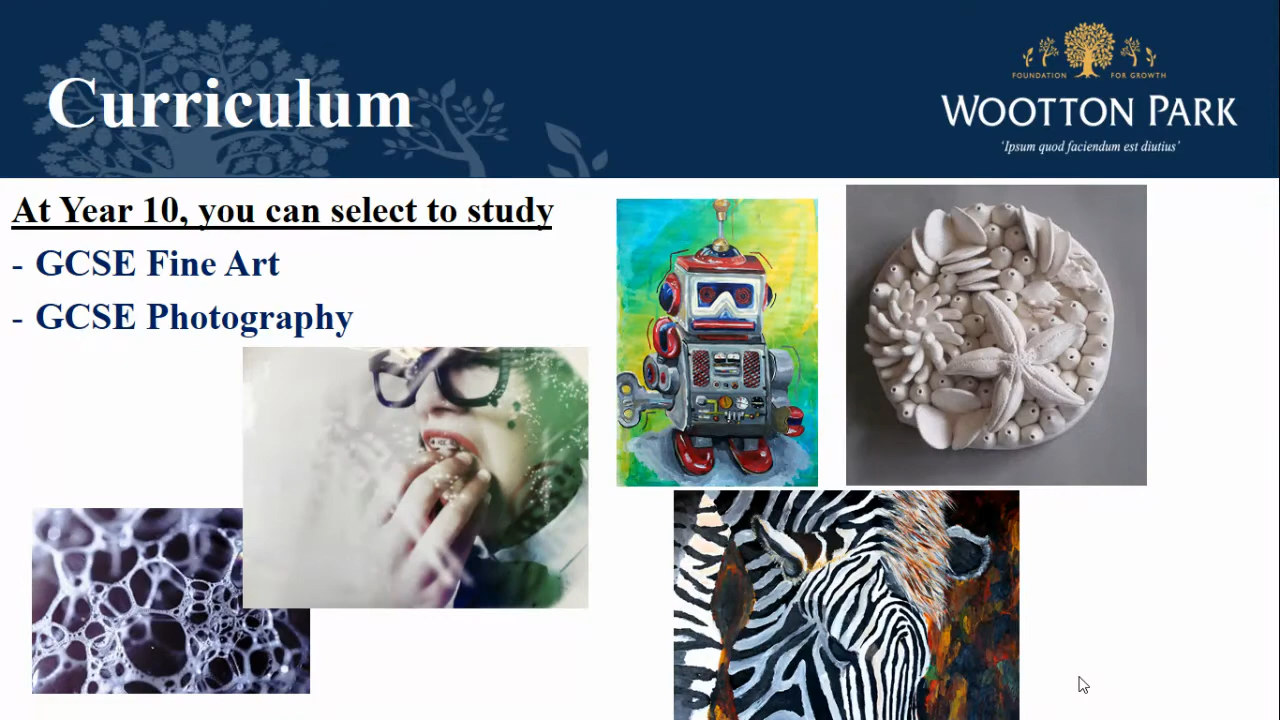 Curriculum
FOUNDATION FOR GROWTH
WOOTTON PARK
'Ipsum quod faciendum est diutius'
At Year 10, you can select to study
- GCSE Fine Art
- GCSE Photography